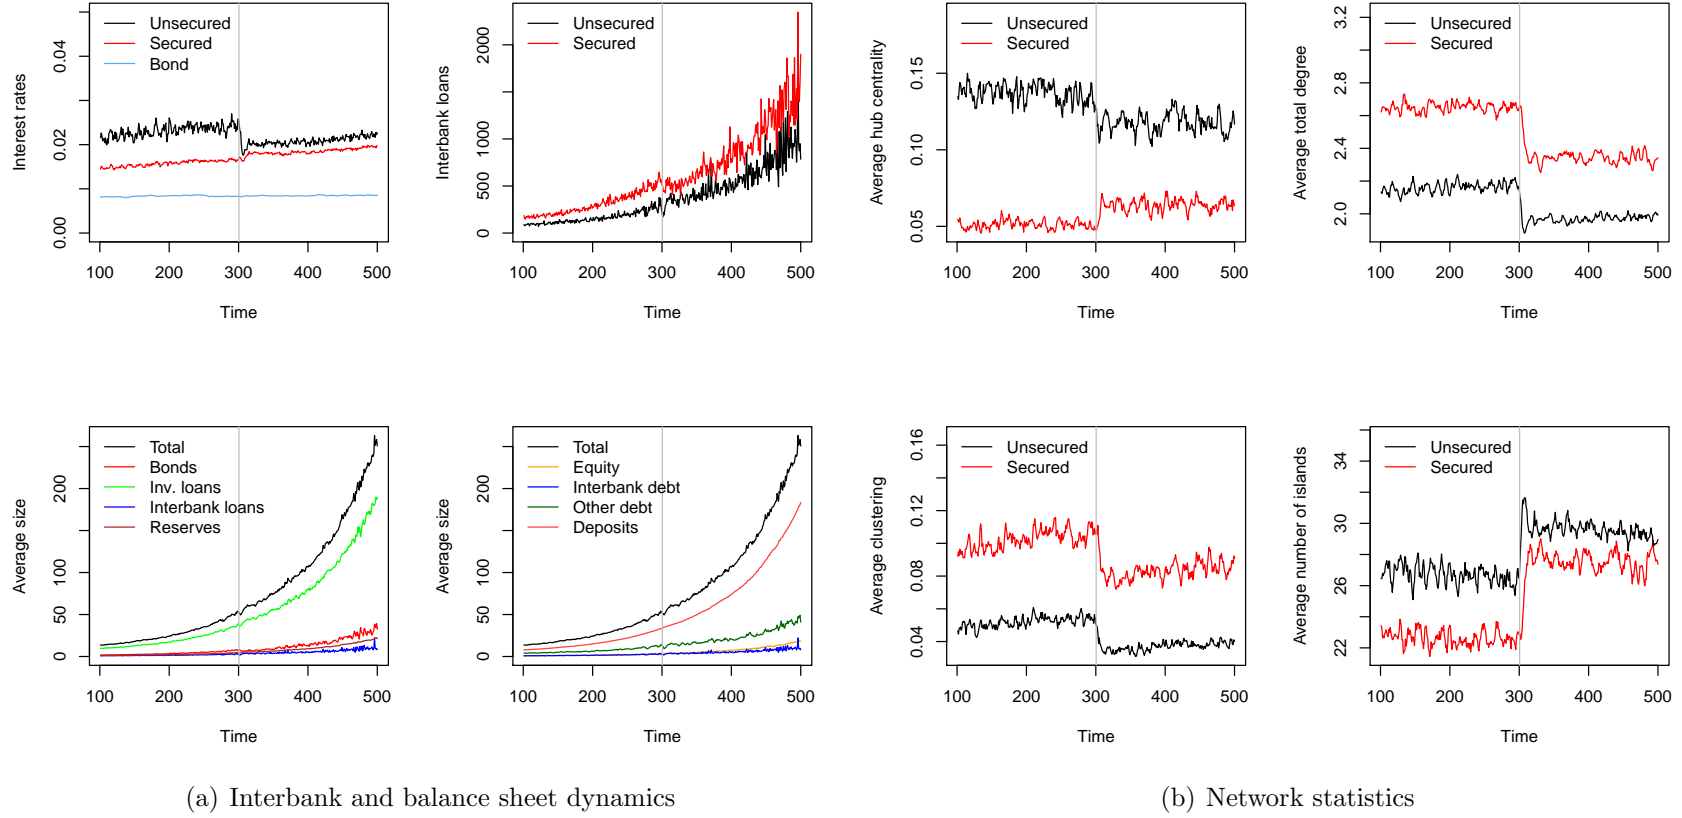 Interest rates
0.00
0.02
0.04
Unsecured
Secured
Bond
100 200 300 400 500
Time
Interbank loans
0
500
1000
2000
Unsecured
Secured
100 200 300 400 500
Time
Average hub centrality
0.05
0.10
0.15
Unsecured
Secured
100 200 300 400 500
Time
Average total degree
2.0
2.4
2.8
3.2
Unsecured
Secured
100 200 300 400 500
Time
Average size
0
50
100
200
Total
Bonds
Inv. loans
Interbank loans
Reserves
100 200 300 400 500
Time
Average size
0
50
100
200
Total
Equity
Interbank debt
Other debt
Deposits
100 200 300 400 500
Time
Average clustering
0.04
0.08
0.12
0.16
Unsecured
Secured
100 200 300 400 500
Time
Average number of islands
22
26
30
34
Unsecured
Secured
100 200 300 400 500
Time
(a) Interbank and balance sheet dynamics
(b) Network statistics